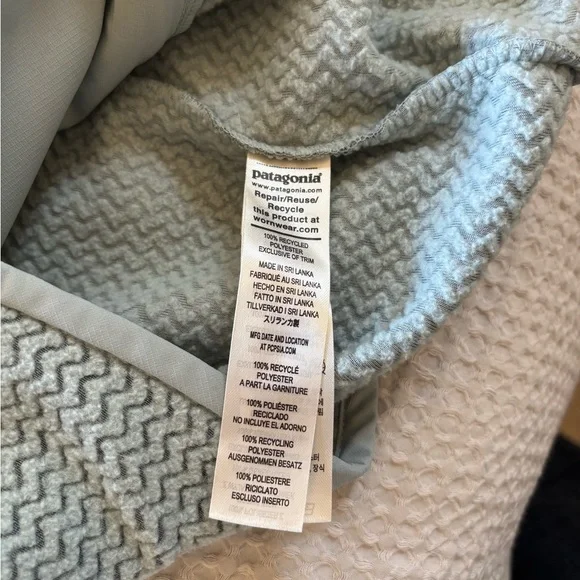 patagonia®
www.patagonia.com
Repair/Reuse/
Recycle
this product at
wornwear.com
100% RECYCLED
POLYESTER
EXCLUSIVE OF TRIM
MADE IN SRI LANKA
FABRIQUÉ AU SRI LANKA
HECHO EN SRI LANKA
FATTO IN SRI LANKA
TILLVERKAD I SRI LANKA
スリランカ製
MFG DATE AND LOCATION
AT PCPSIA.COM
100% RECYCLÉ
POLYESTER
A PART LA GARNITURE
100% POLIÉSTER
RECICLADO
NO INCLUYE EL ADORNO
100% RECYCLING
POLYESTER
AUSGENOMMEN BESATZ
100% POLIESTERE
RICICLATO
ESCLUSO INSERTO